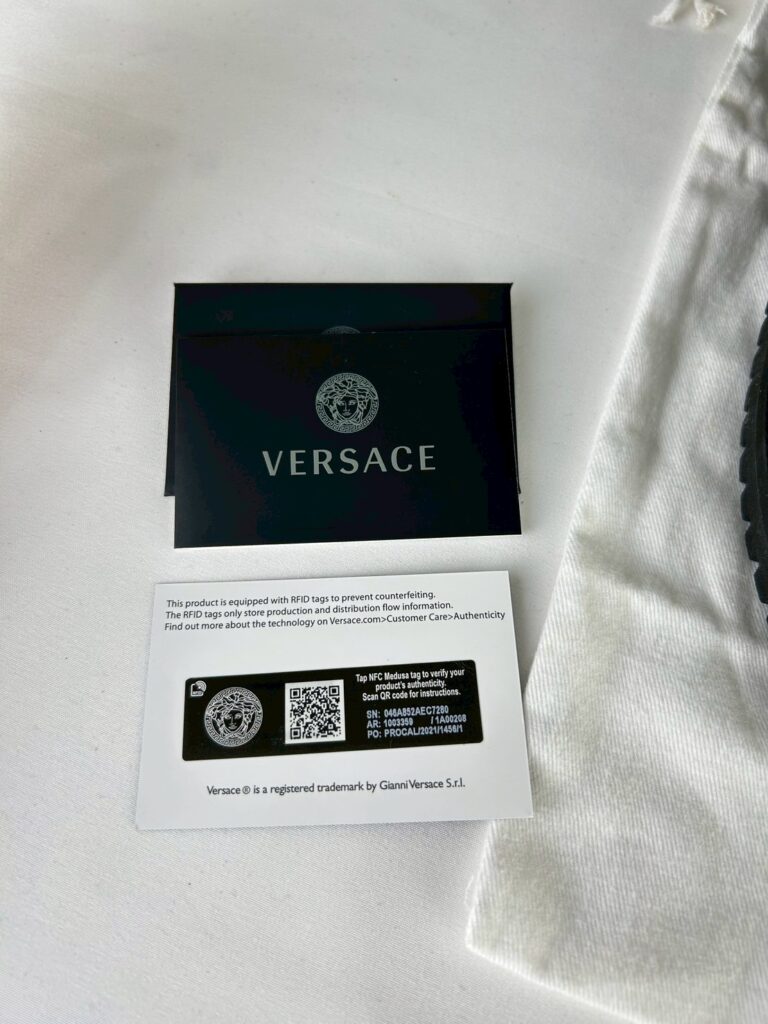 VERSACE
This product is equipped with RFID tags to prevent counterfeiting.
The RFID tags only store production and distribution flow information.
Find out more about the technology on Versace.com>Customer Care>Authenticity
RFID
Tap NFC Medusa tag to verify your
product's authenticity.
Scan QR code for instructions.
SN: 046A852AEC7280
AR: 1003359 / 1A00208
PO: PROCAL/2021/1456/1
Versace ® is a registered trademark by Gianni Versace S.r.l.